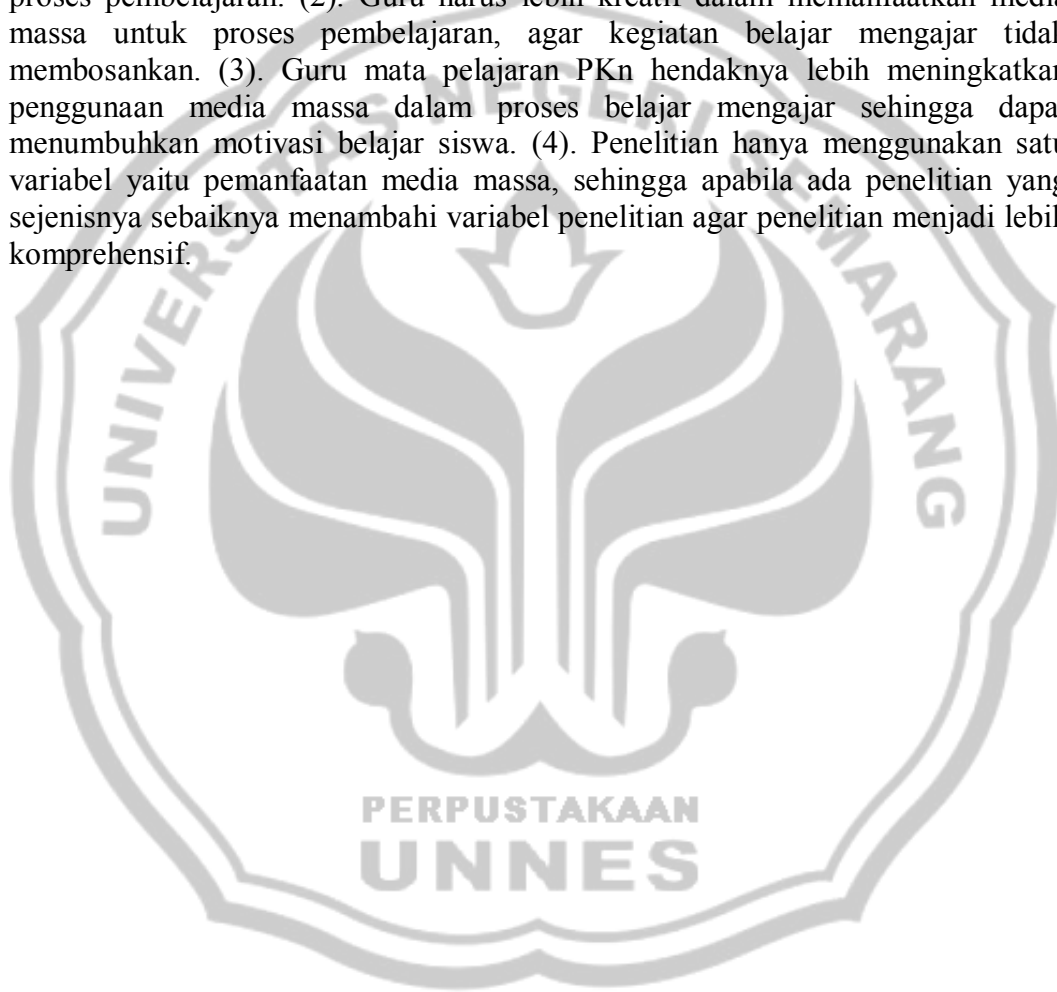 proses pembelajaran. (2). Guru harus lebih kreatif dalam memanfaatkan media
massa untuk proses pembelajaran, agar kegiatan belajar mengajar tidak
membosankan. (3). Guru mata pelajaran PKn hendaknya lebih meningkatkan
penggunaan media massa dalam proses belajar mengajar sehingga dapat
menumbuhkan motivasi belajar siswa. (4). Penelitian hanya menggunakan satu
variabel yaitu pemanfaatan media massa, sehingga apabila ada penelitian yang
sejenisnya sebaiknya menambahi variabel penelitian agar penelitian menjadi lebih
komprehensif.
UNIVERSITAS NEGERI SEMARANG
PERPUSTAKAAN
UNNES